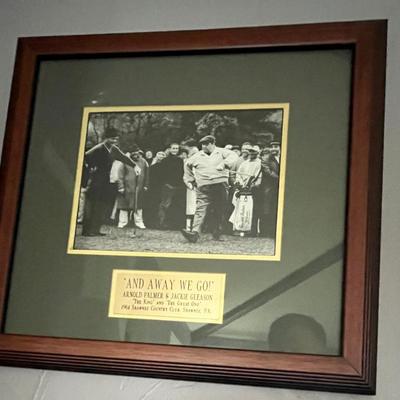 "AND AWAY WE GO!"
ARNOLD PALMER & JACKIE GLEASON
"THE KING" AND "THE GREAT ONE"
1964 SHAWNEE COUNTRY CLUB, SHAWNEE, PA.